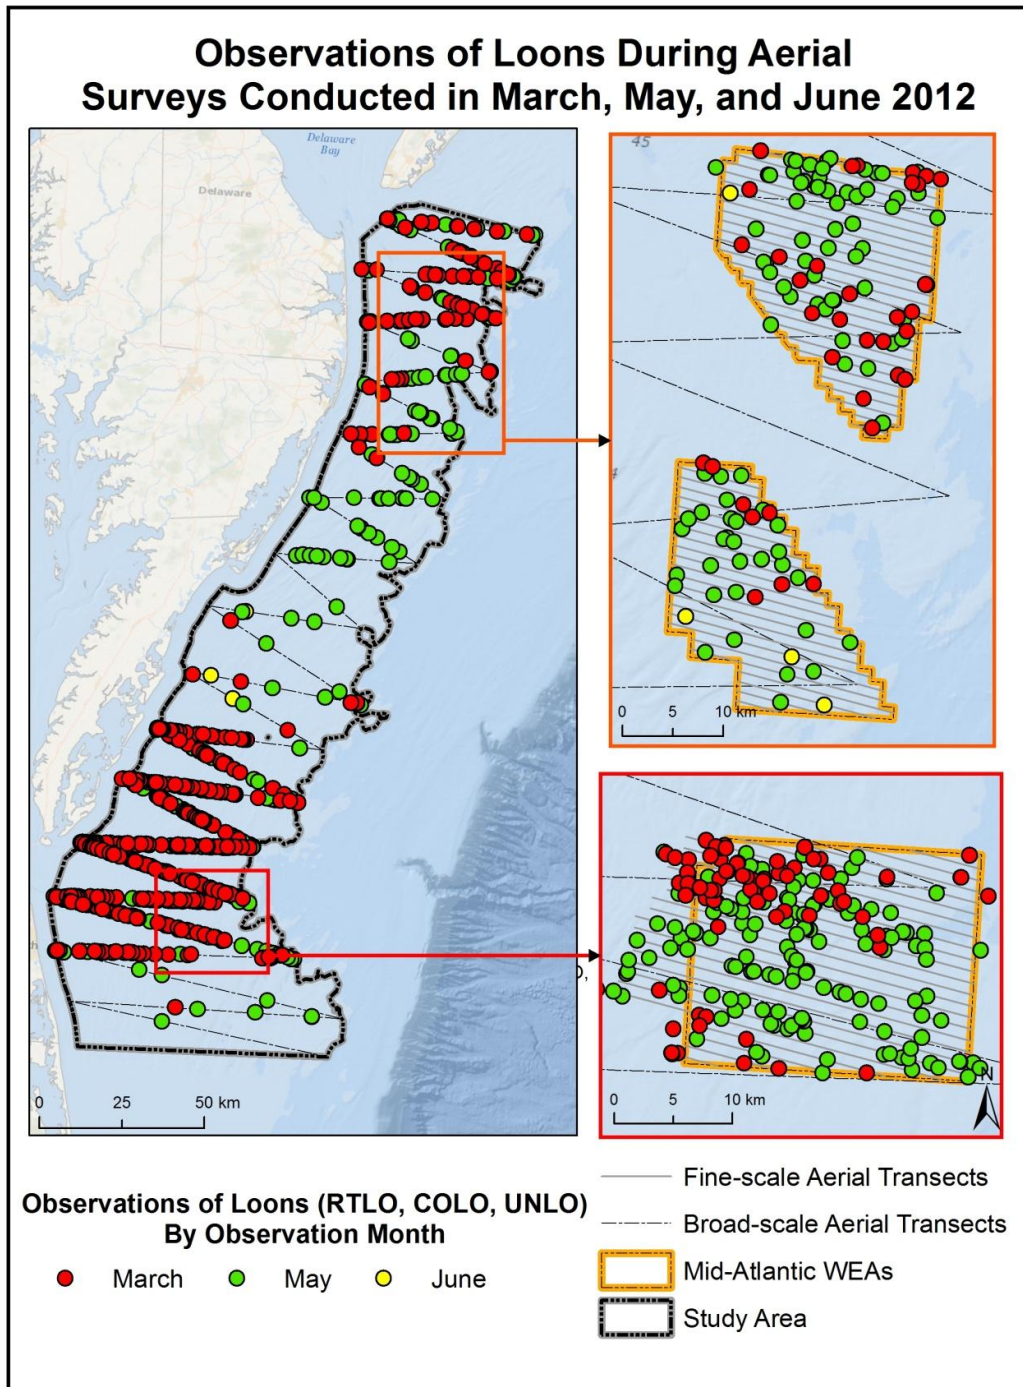 Observations of Loons During Aerial
Surveys Conducted in March, May, and June 2012
Delaware
Bay
Delaware
45
0 5 10 km
0 25 50 km
0 5 10 km
N
Observations of Loons (RTLO, COLO, UNLO)
By Observation Month
March May June
Fine-scale Aerial Transects
Broad-scale Aerial Transects
Mid-Atlantic WEAs
Study Area